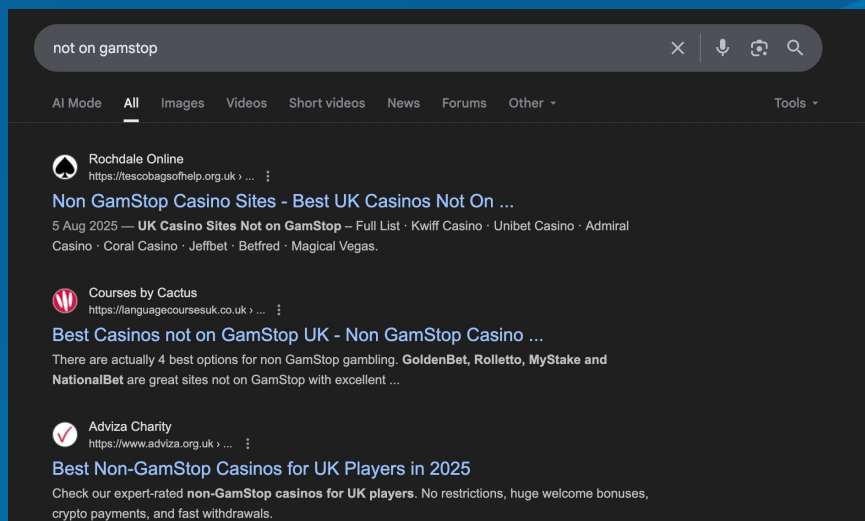 not on gamstop
AI Mode All Images Videos Short videos News Forums Other Tools
Rochdale Online
https://tescobagsofhelp.org.uk › ...
Non GamStop Casino Sites - Best UK Casinos Not On ...
5 Aug 2025 — UK Casino Sites Not on GamStop – Full List · Kwiff Casino · Unibet Casino · Admiral
Casino · Coral Casino · Jeffbet · Betfred · Magical Vegas.
Courses by Cactus
https://languagecoursesuk.co.uk › ...
Best Casinos not on GamStop UK - Non GamStop Casino ...
There are actually 4 best options for non GamStop gambling. GoldenBet, Rolletto, MyStake and
NationalBet are great sites not on GamStop with excellent ...
Adviza Charity
https://www.adviza.org.uk › ...
Best Non-GamStop Casinos for UK Players in 2025
Check our expert-rated non-GamStop casinos for UK players. No restrictions, huge welcome bonuses,
crypto payments, and fast withdrawals.